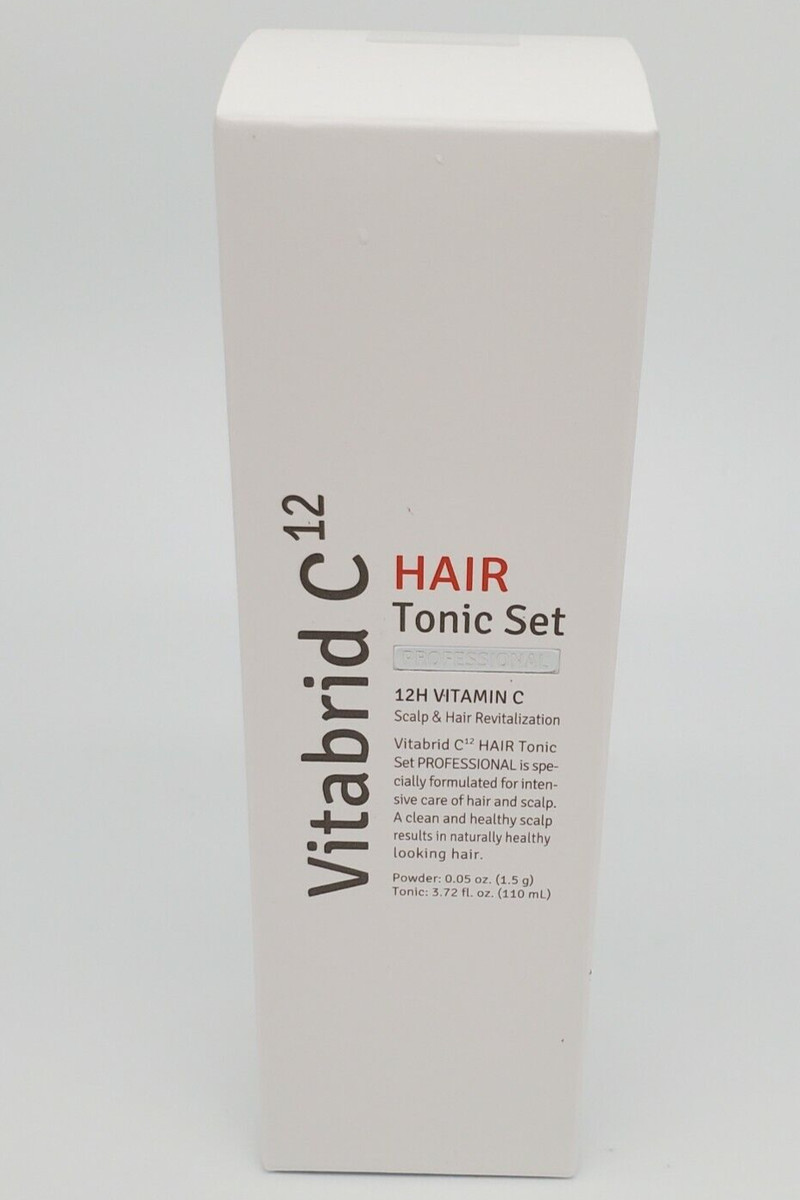 Vitabrid C¹²
HAIR
Tonic Set
PROFESSIONAL
12H VITAMIN C
Scalp & Hair Revitalization
Vitabrid C¹² HAIR Tonic
Set PROFESSIONAL is spe-
cially formulated for inten-
sive care of hair and scalp.
A clean and healthy scalp
results in naturally healthy
looking hair.
Powder: 0.05 oz. (1.5 g)
Tonic: 3.72 fl. oz. (110 mL)